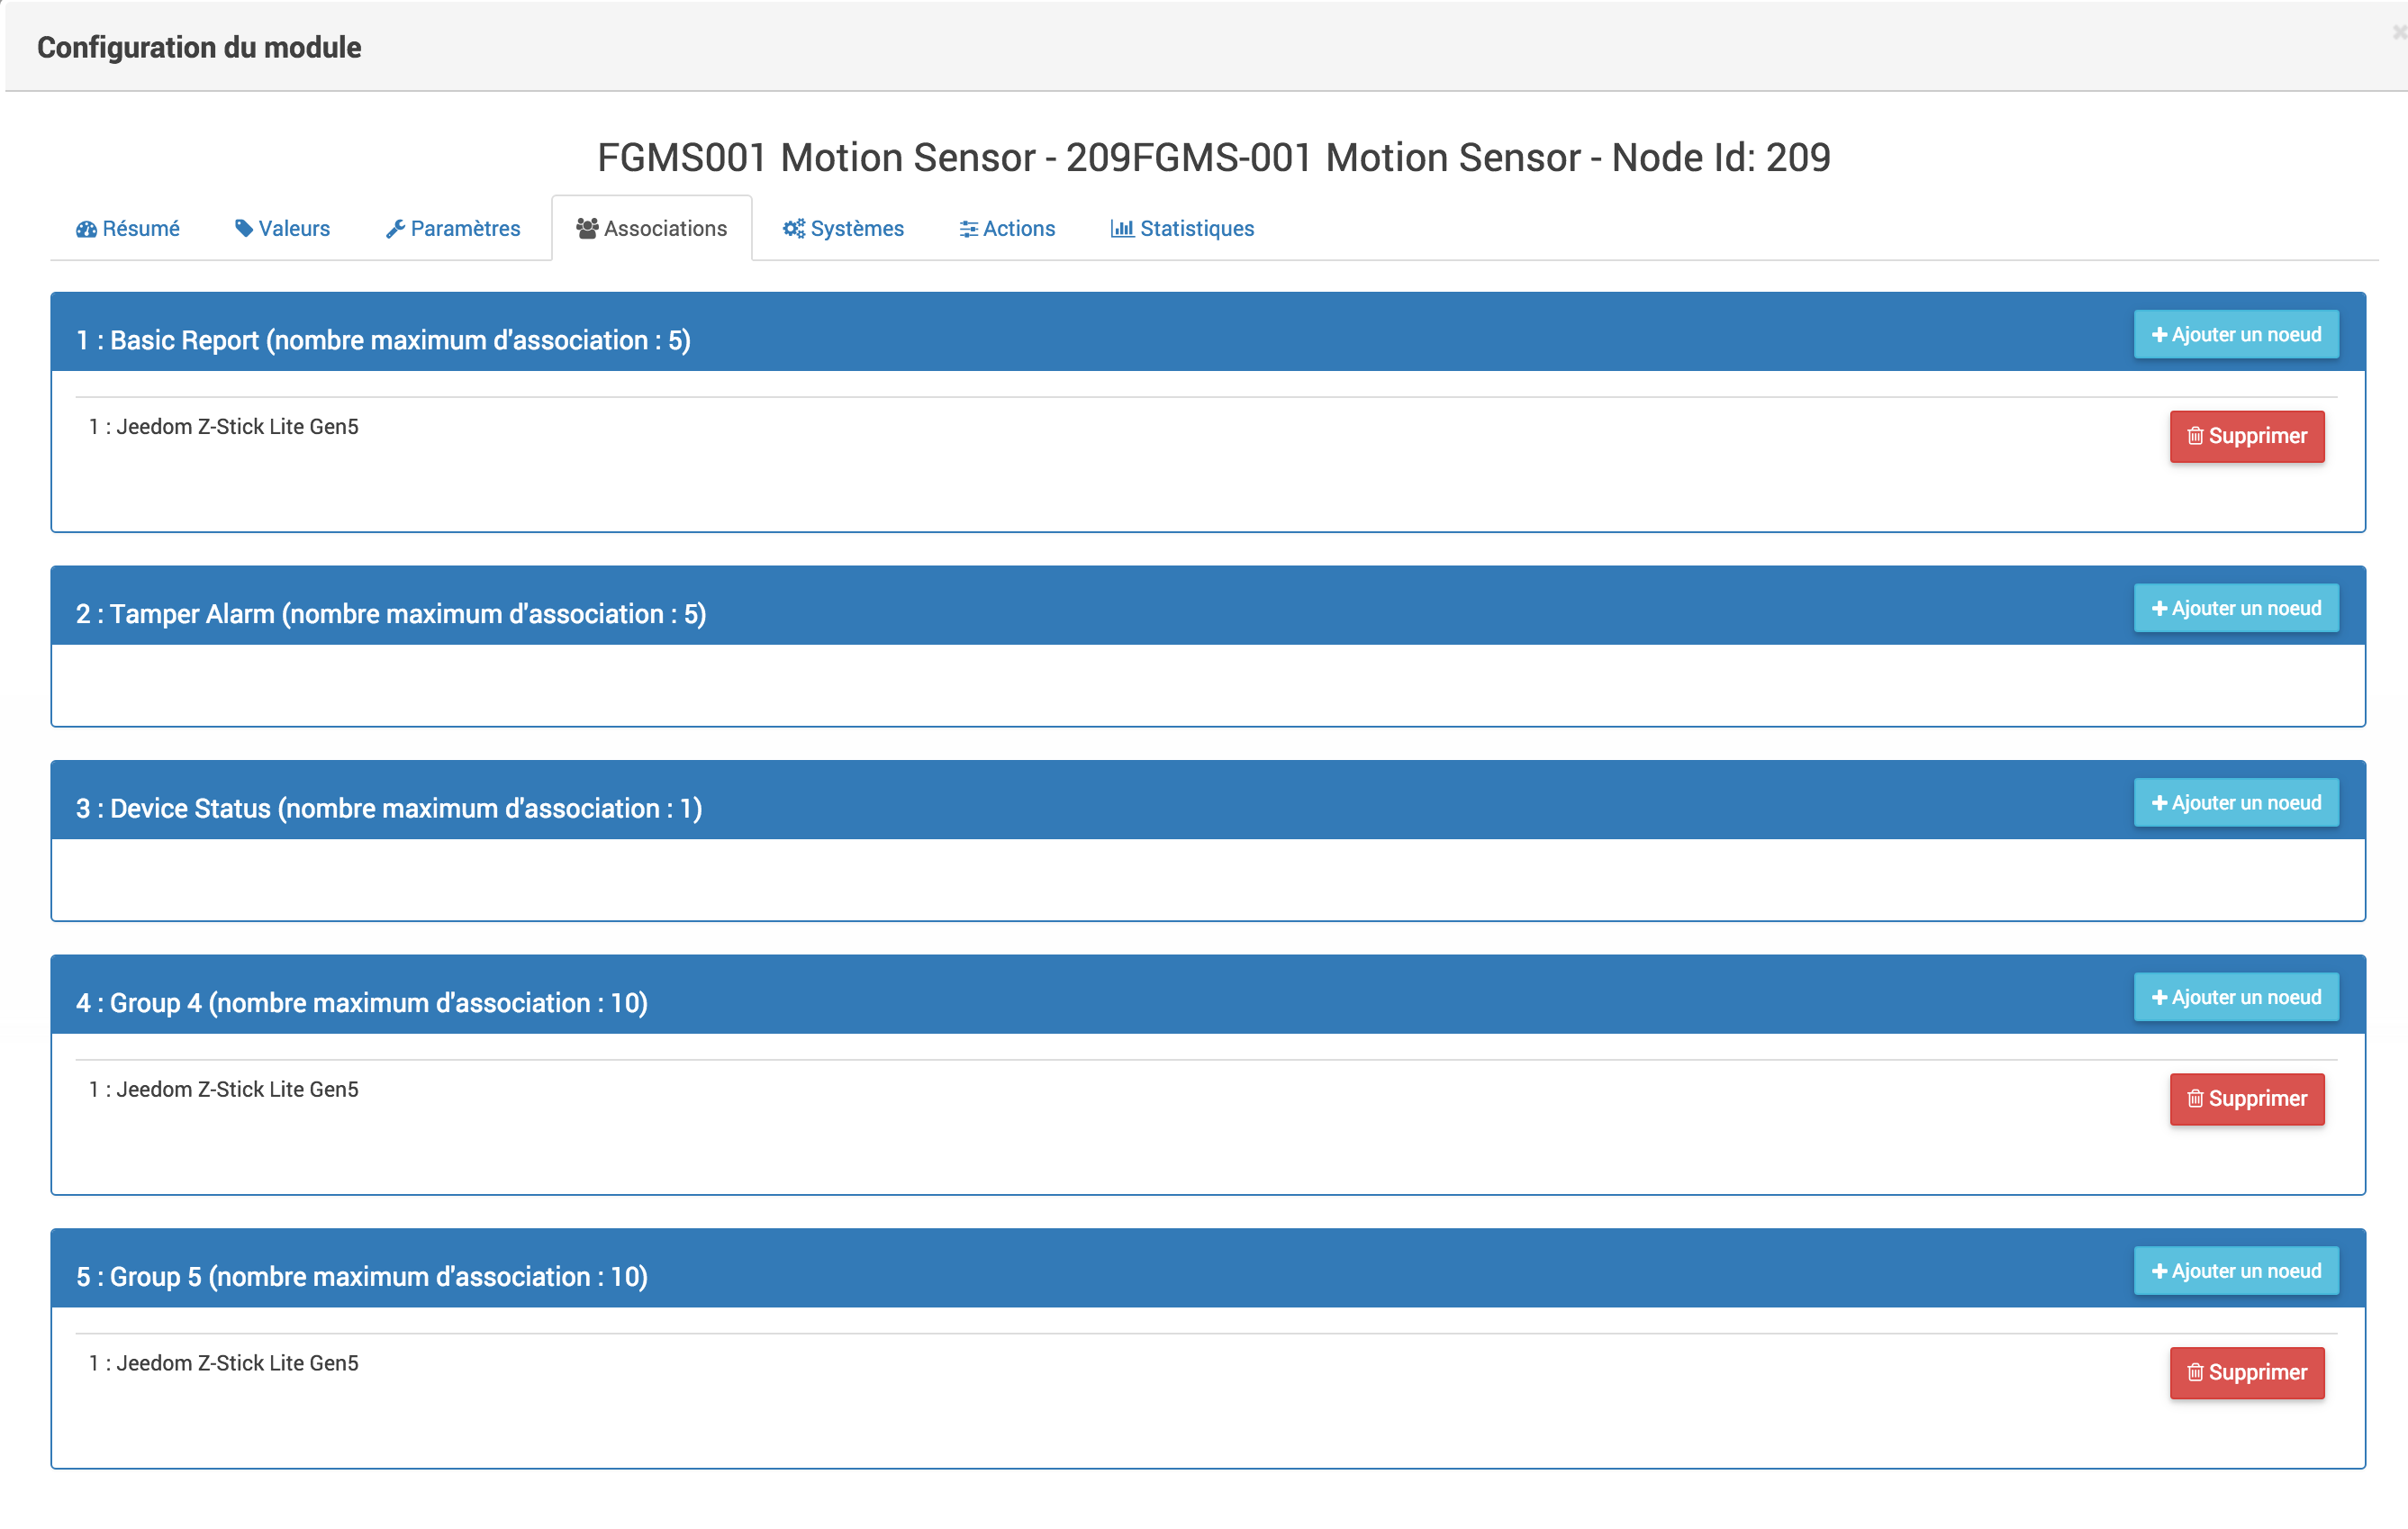 Configuration du module
FGMS001 Motion Sensor - 209FGMS-001 Motion Sensor - Node Id: 209
Résumé Valeurs Paramètres Associations Systèmes Actions Statistiques
1 : Basic Report (nombre maximum d'association : 5) Ajouter un noeud
1 : Jeedom Z-Stick Lite Gen5 Supprimer
2 : Tamper Alarm (nombre maximum d'association : 5) Ajouter un noeud
3 : Device Status (nombre maximum d'association : 1) Ajouter un noeud
4 : Group 4 (nombre maximum d'association : 10) Ajouter un noeud
1 : Jeedom Z-Stick Lite Gen5 Supprimer
5 : Group 5 (nombre maximum d'association : 10) Ajouter un noeud
1 : Jeedom Z-Stick Lite Gen5 Supprimer